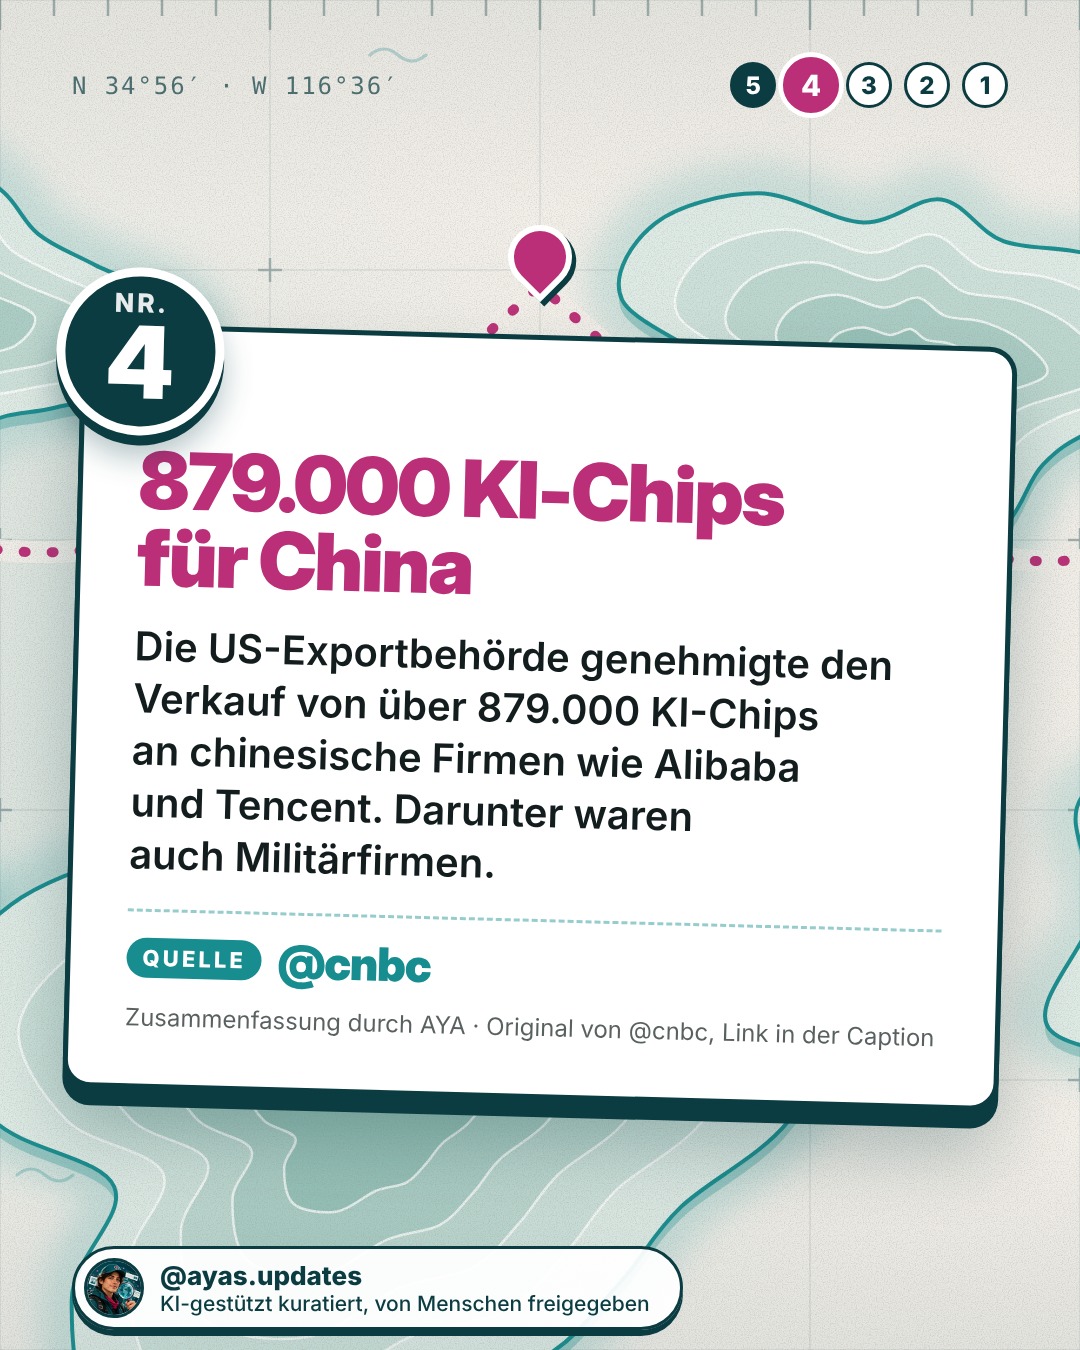 N 34°56′ · W 116°36′
5 4 3 2 1
NR.
4
879.000 KI-Chips
für China
Die US-Exportbehörde genehmigte den
Verkauf von über 879.000 KI-Chips
an chinesische Firmen wie Alibaba
und Tencent. Darunter waren
auch Militärfirmen.
QUELLE @cnbc
Zusammenfassung durch AYA · Original von @cnbc, Link in der Caption
@ayas.updates
KI-gestützt kuratiert, von Menschen freigegeben